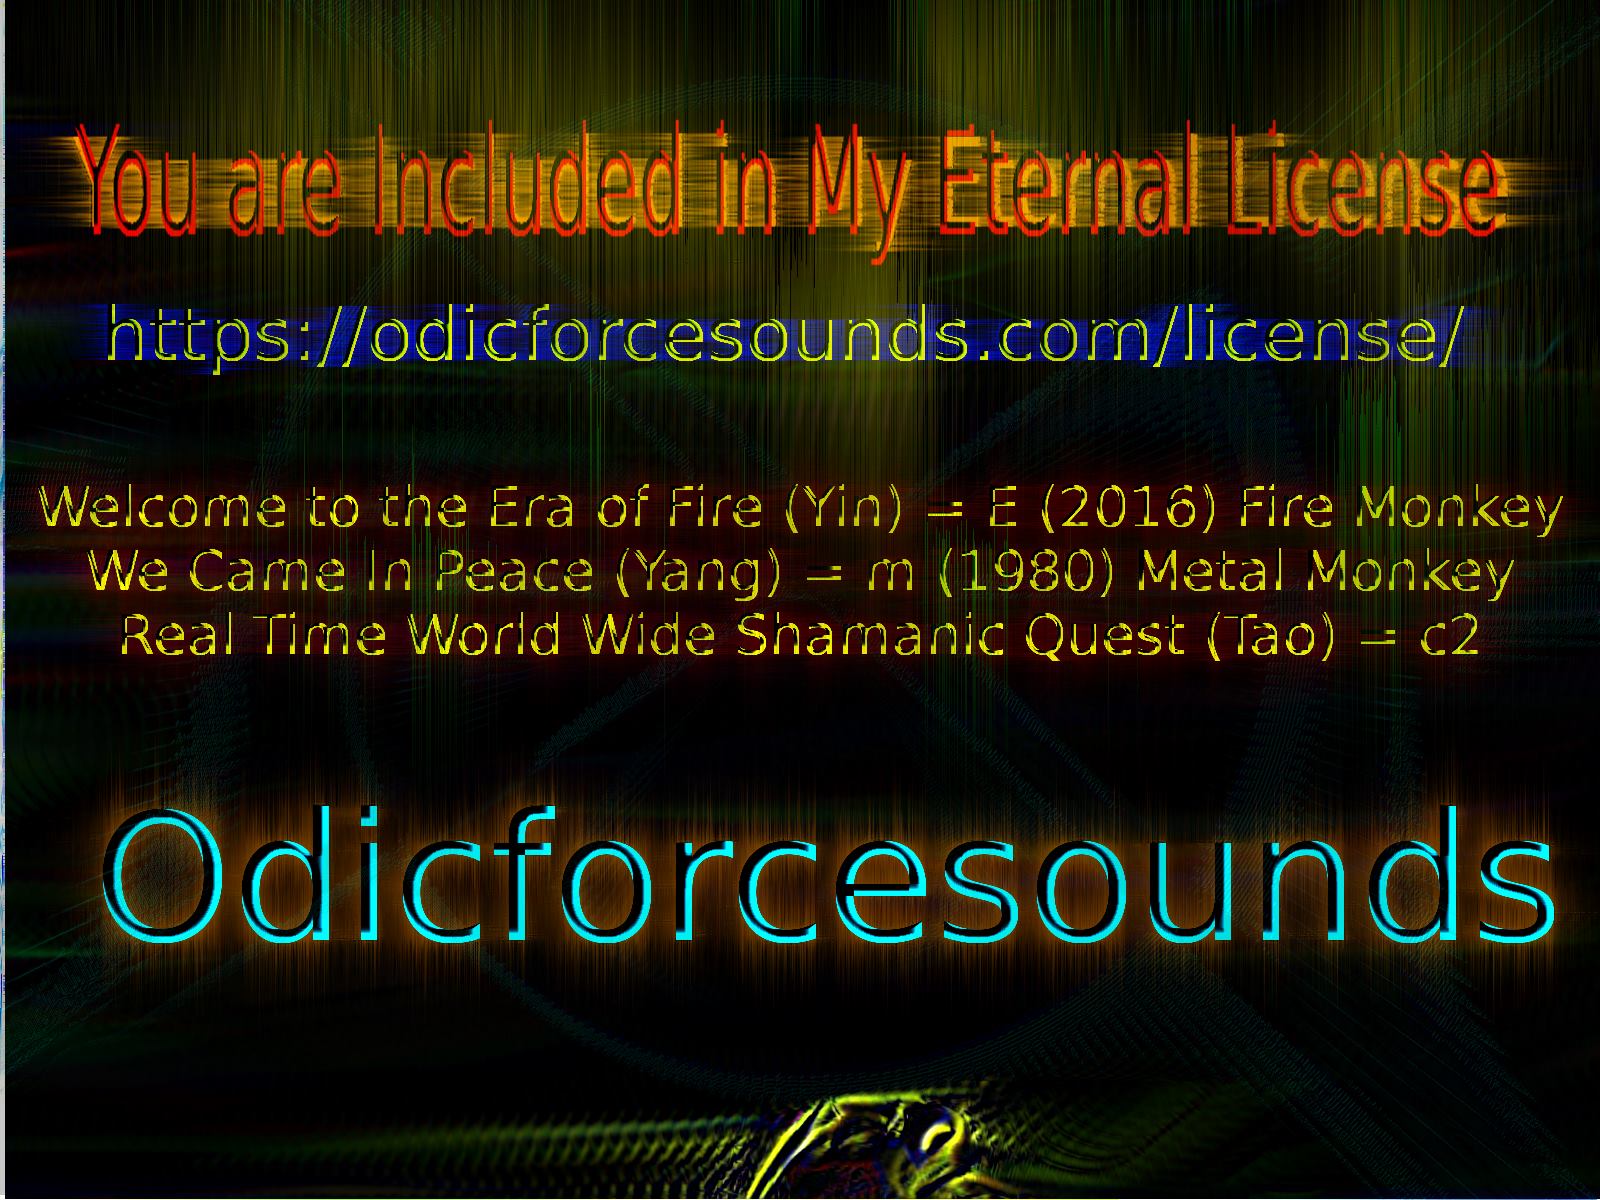 You are Included in My Eternal License
https://odicforcesounds.com/license/
Welcome to the Era of Fire (Yin) = E (2016) Fire Monkey
We Came In Peace (Yang) = m (1980) Metal Monkey
Real Time World Wide Shamanic Quest (Tao) = c2
Odicforcesounds